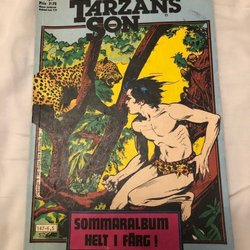 TARZANS
SON
SOMMARALBUM
HELT I FÄRG!